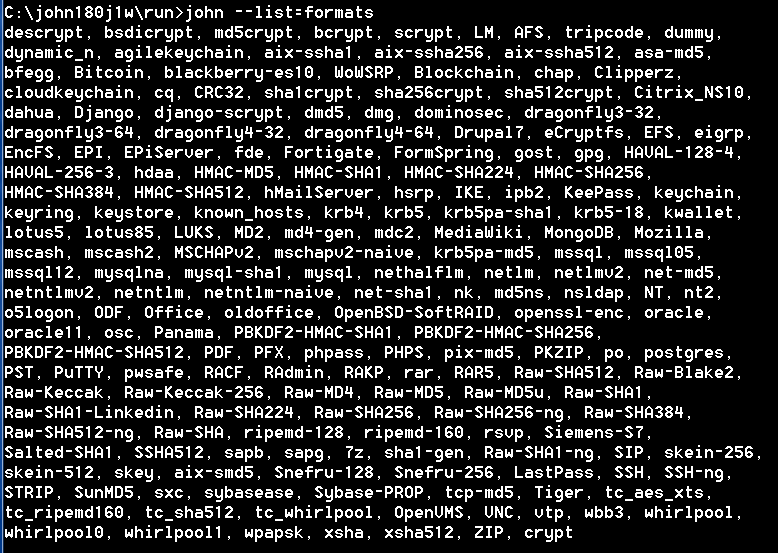 C:\john180j1w\run>john --list=formats
descrypt, bsdicrypt, md5crypt, bcrypt, scrypt, LM, AFS, tripcode, dummy,
dynamic_n, agilekeychain, aix-ssha1, aix-ssha256, aix-ssha512, asa-md5,
bfegg, Bitcoin, blackberry-es10, WoWSRP, Blockchain, chap, Clipperz,
cloudkeychain, cq, CRC32, sha1crypt, sha256crypt, sha512crypt, Citrix_NS10,
dahua, Django, django-scrypt, dmd5, dmg, dominosec, dragonfly3-32,
dragonfly3-64, dragonfly4-32, dragonfly4-64, Drupal7, eCryptfs, EFS, eigrp,
EncFS, EPI, EPiServer, fde, Fortigate, FormSpring, gost, gpg, HAVAL-128-4,
HAVAL-256-3, hdaa, HMAC-MD5, HMAC-SHA1, HMAC-SHA224, HMAC-SHA256,
HMAC-SHA384, HMAC-SHA512, hMailServer, hsrp, IKE, ipb2, KeePass, keychain,
keyring, keystore, known_hosts, krb4, krb5, krb5pa-sha1, krb5-18, kwallet,
lotus5, lotus85, LUKS, MD2, md4-gen, mdc2, MediaWiki, MongoDB, Mozilla,
mscash, mscash2, MSCHAPv2, mschapv2-naive, krb5pa-md5, mssql, mssql05,
mssql12, mysqlna, mysql-sha1, mysql, nethalflm, netlm, netlmv2, net-md5,
netntlmv2, netntlm, netntlm-naive, net-sha1, nk, md5ns, nsldap, NT, nt2,
o5logon, ODF, Office, oldoffice, OpenBSD-SoftRAID, openssl-enc, oracle,
oracle11, osc, Panama, PBKDF2-HMAC-SHA1, PBKDF2-HMAC-SHA256,
PBKDF2-HMAC-SHA512, PDF, PFX, phpass, PHPS, pix-md5, PKZIP, po, postgres,
PST, PuTTY, pwsafe, RACF, RAdmin, RAKP, rar, RAR5, Raw-SHA512, Raw-Blake2,
Raw-Keccak, Raw-Keccak-256, Raw-MD4, Raw-MD5, Raw-MD5u, Raw-SHA1,
Raw-SHA1-Linkedin, Raw-SHA224, Raw-SHA256, Raw-SHA256-ng, Raw-SHA384,
Raw-SHA512-ng, Raw-SHA, ripemd-128, ripemd-160, rsvp, Siemens-S7,
Salted-SHA1, SSHA512, sapb, sapg, 7z, sha1-gen, Raw-SHA1-ng, SIP, skein-256,
skein-512, skey, aix-smd5, Snefru-128, Snefru-256, LastPass, SSH, SSH-ng,
STRIP, SunMD5, sxc, sybasease, Sybase-PROP, tcp-md5, Tiger, tc_aes_xts,
tc_ripemd160, tc_sha512, tc_whirlpool, OpenVMS, VNC, vtp, wbb3, whirlpool,
whirlpool0, whirlpool1, wpapsk, xsha, xsha512, ZIP, crypt